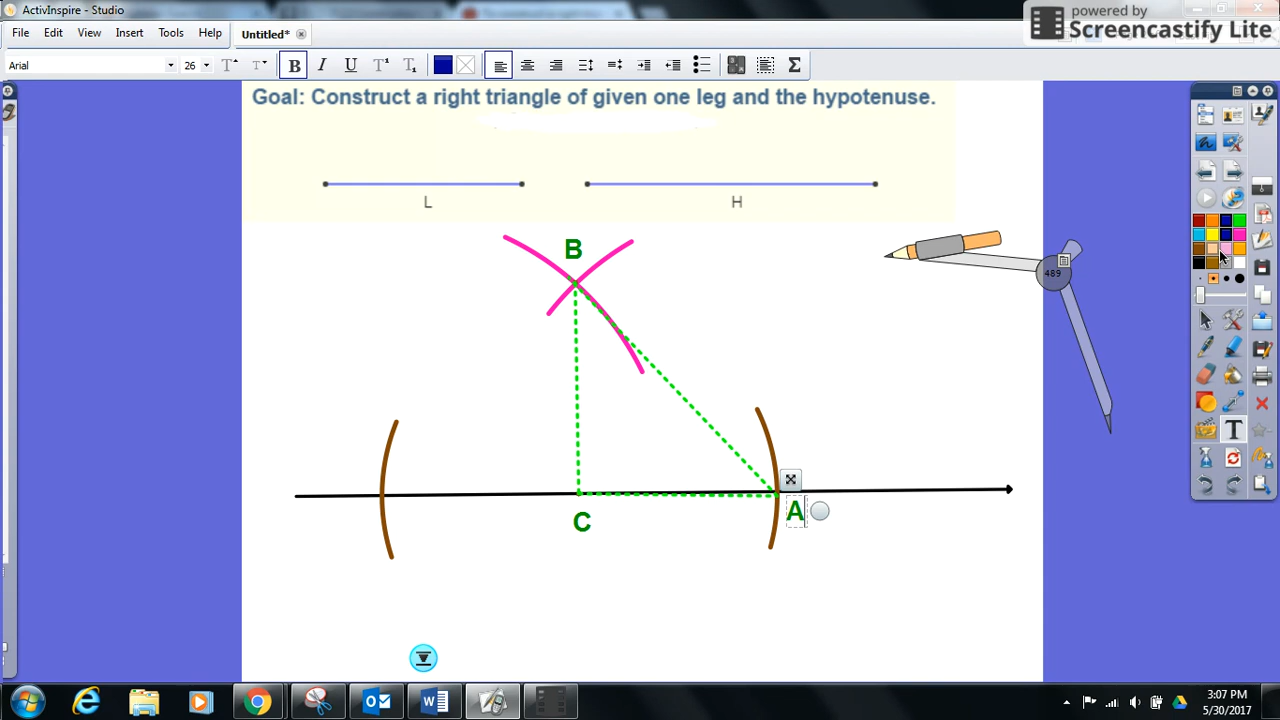 ActivInspire - Studio
powered by
Screencastify Lite
File Edit View Insert Tools Help
Untitled*
Arial 26 B I U
Goal: Construct a right triangle of given one leg and the hypotenuse.
L
H
B
489
C
A
T
3:07 PM
5/30/2017